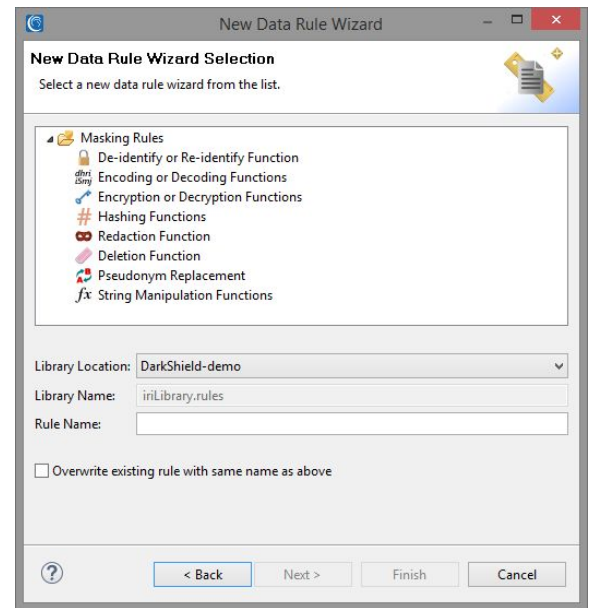 New Data Rule Wizard
New Data Rule Wizard Selection
Select a new data rule wizard from the list.
Masking Rules
De-identify or Re-identify Function
dhri
iSmj
Encoding or Decoding Functions
Encryption or Decryption Functions
# Hashing Functions
Redaction Function
Deletion Function
Pseudonym Replacement
fx String Manipulation Functions
Library Location: DarkShield-demo
Library Name: iriLibrary.rules
Rule Name:
Overwrite existing rule with same name as above
? < Back Next > Finish Cancel